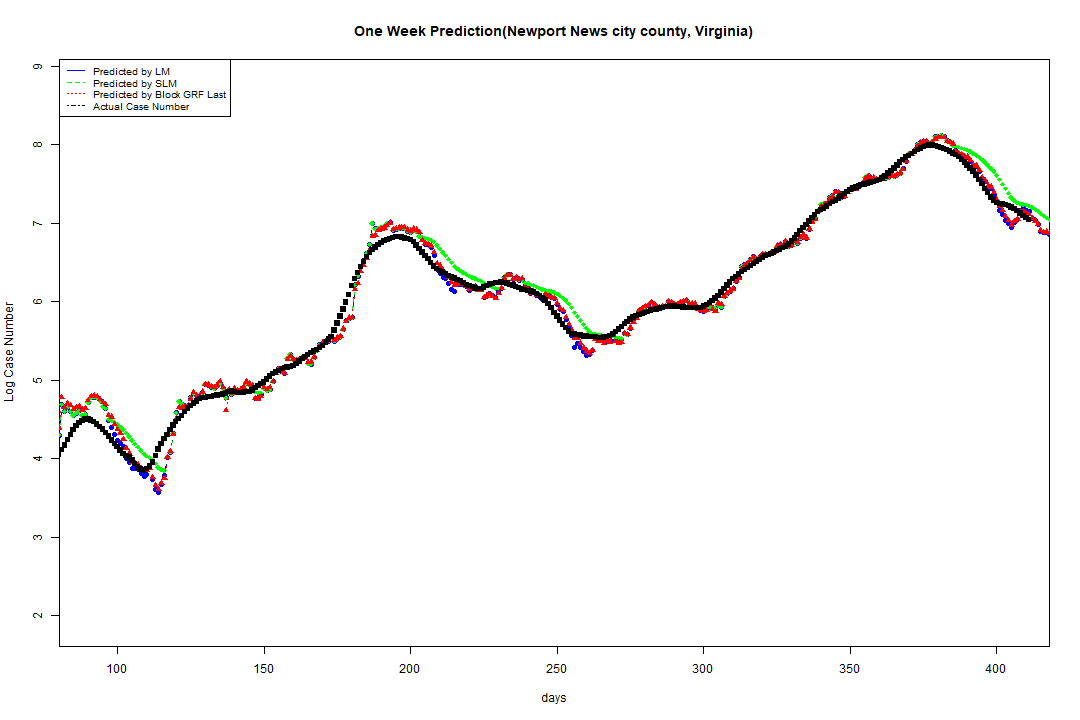 One Week Prediction(Newport News city county, Virginia)
Predicted by LM
Predicted by SLM
Predicted by Block GRF Last
Actual Case Number
9
8
7
6
5
4
3
2
Log Case Number
100 150 200 250 300 350 400
days